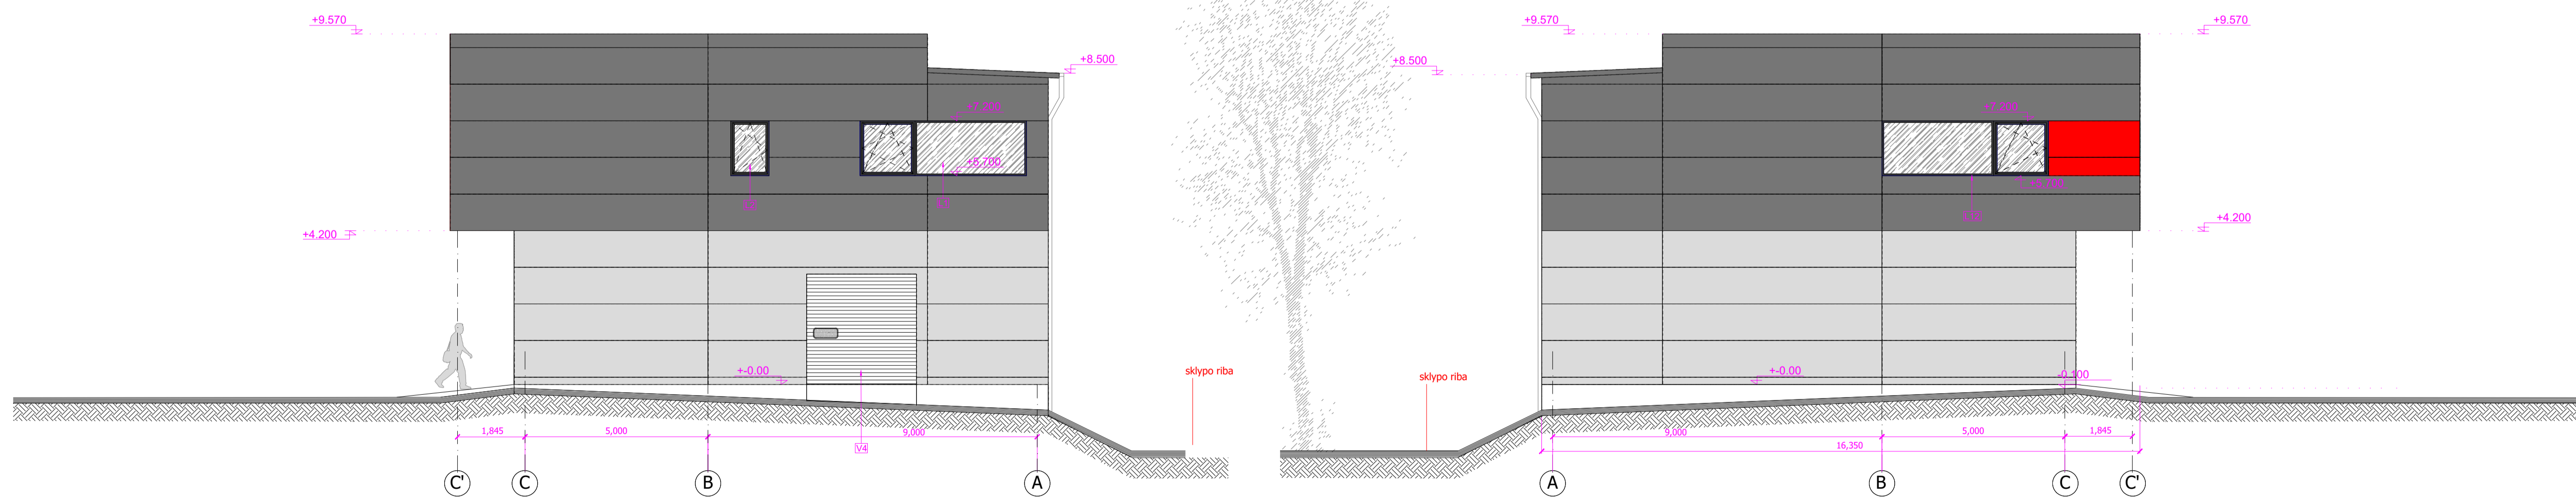 +9.570
+8.500
+7.200
+5.700
+4.200
+-0.00
V4
1,845
5,000
9,000
C'
C
B
A
sklypo riba
+9.570
+9.570
+8.500
+7.200
+5.700
+4.200
+-0.00
-0.100
sklypo riba
9,000
5,000
1,845
16,350
A
B
C
C'